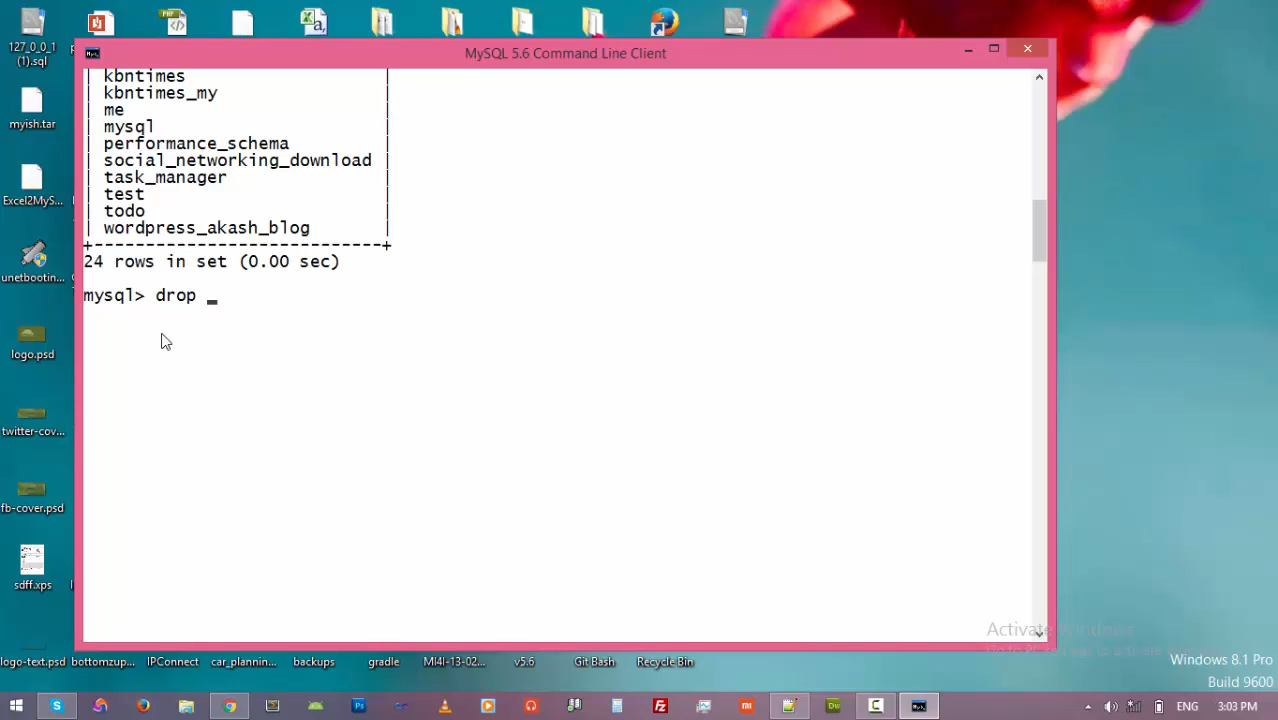 127_0_0_1
(1).sql
MySQL 5.6 Command Line Client
| kbntimes |
| kbntimes_my |
| me |
| mysql |
| performance_schema |
| social_networking_download |
| task_manager |
| test |
| todo |
| wordpress_akash_blog |
+----------------------------+
24 rows in set (0.00 sec)
mysql> drop _
myish.tar
Excel2MyS...
unetbootin...
logo.psd
twitter-cov...
fb-cover.psd
sdff.xps
Activate Windows
logo-text.psd bottomzup... IPConnect car_plannin... backups gradle MI4I-13-02... v5.6 Git Bash Recycle Bin
Windows 8.1 Pro
Build 9600
ENG 3:03 PM